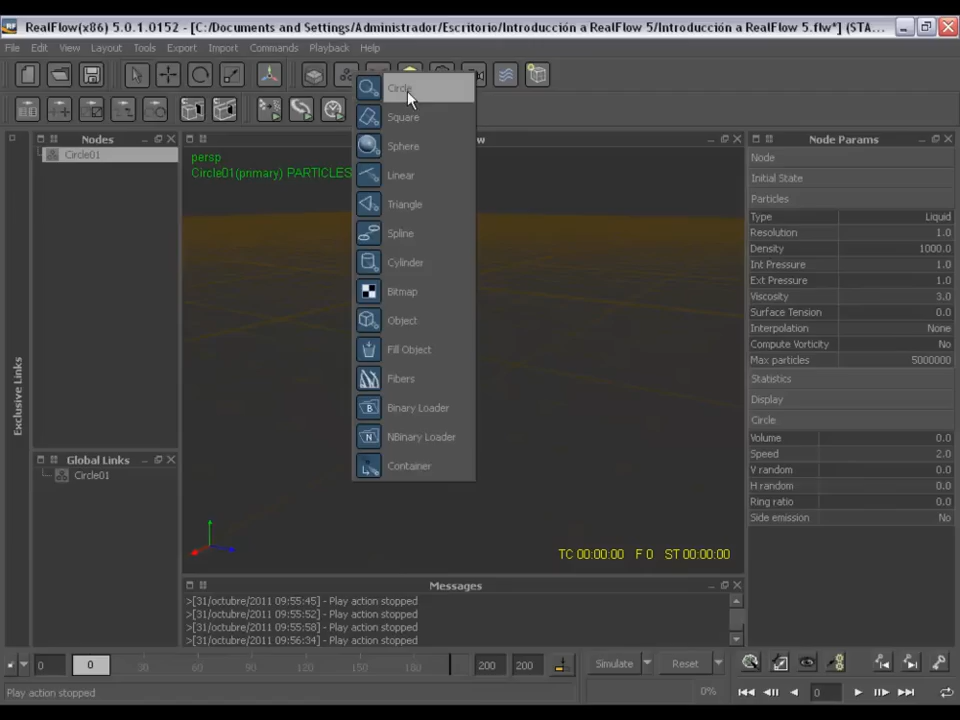 RealFlow(x86) 5.0.1.0152 - [C:/Documents and Settings/Administrador/Escritorio/Introducción a RealFlow 5/Introducción a RealFlow 5.flw*] (STA...
File Edit View Layout Tools Export Import Commands Playback Help
Circle
Square
Sphere
Linear
Triangle
Spline
Cylinder
Bitmap
Object
Fill Object
Fibers
Binary Loader
NBinary Loader
Container
Exclusive Links
Nodes
Circle01
Global Links
Circle01
persp
Circle01(primary) PARTICLES
TC 00:00:00 F 0 ST 00:00:00
Messages
>[31/octubre/2011 09:55:45] - Play action stopped
>[31/octubre/2011 09:55:52] - Play action stopped
>[31/octubre/2011 09:55:58] - Play action stopped
>[31/octubre/2011 09:56:34] - Play action stopped
Node Params
Node
Initial State
Particles
Type Liquid
Resolution 1.0
Density 1000.0
Int Pressure 1.0
Ext Pressure 1.0
Viscosity 3.0
Surface Tension 0.0
Interpolation None
Compute Vorticity No
Max particles 5000000
Statistics
Display
Circle
Volume 0.0
Speed 2.0
V random 0.0
H random 0.0
Ring ratio 0.0
Side emission No
0 0 30 60 90 120 150 180 200 200 Simulate Reset
Play action stopped 0% 0